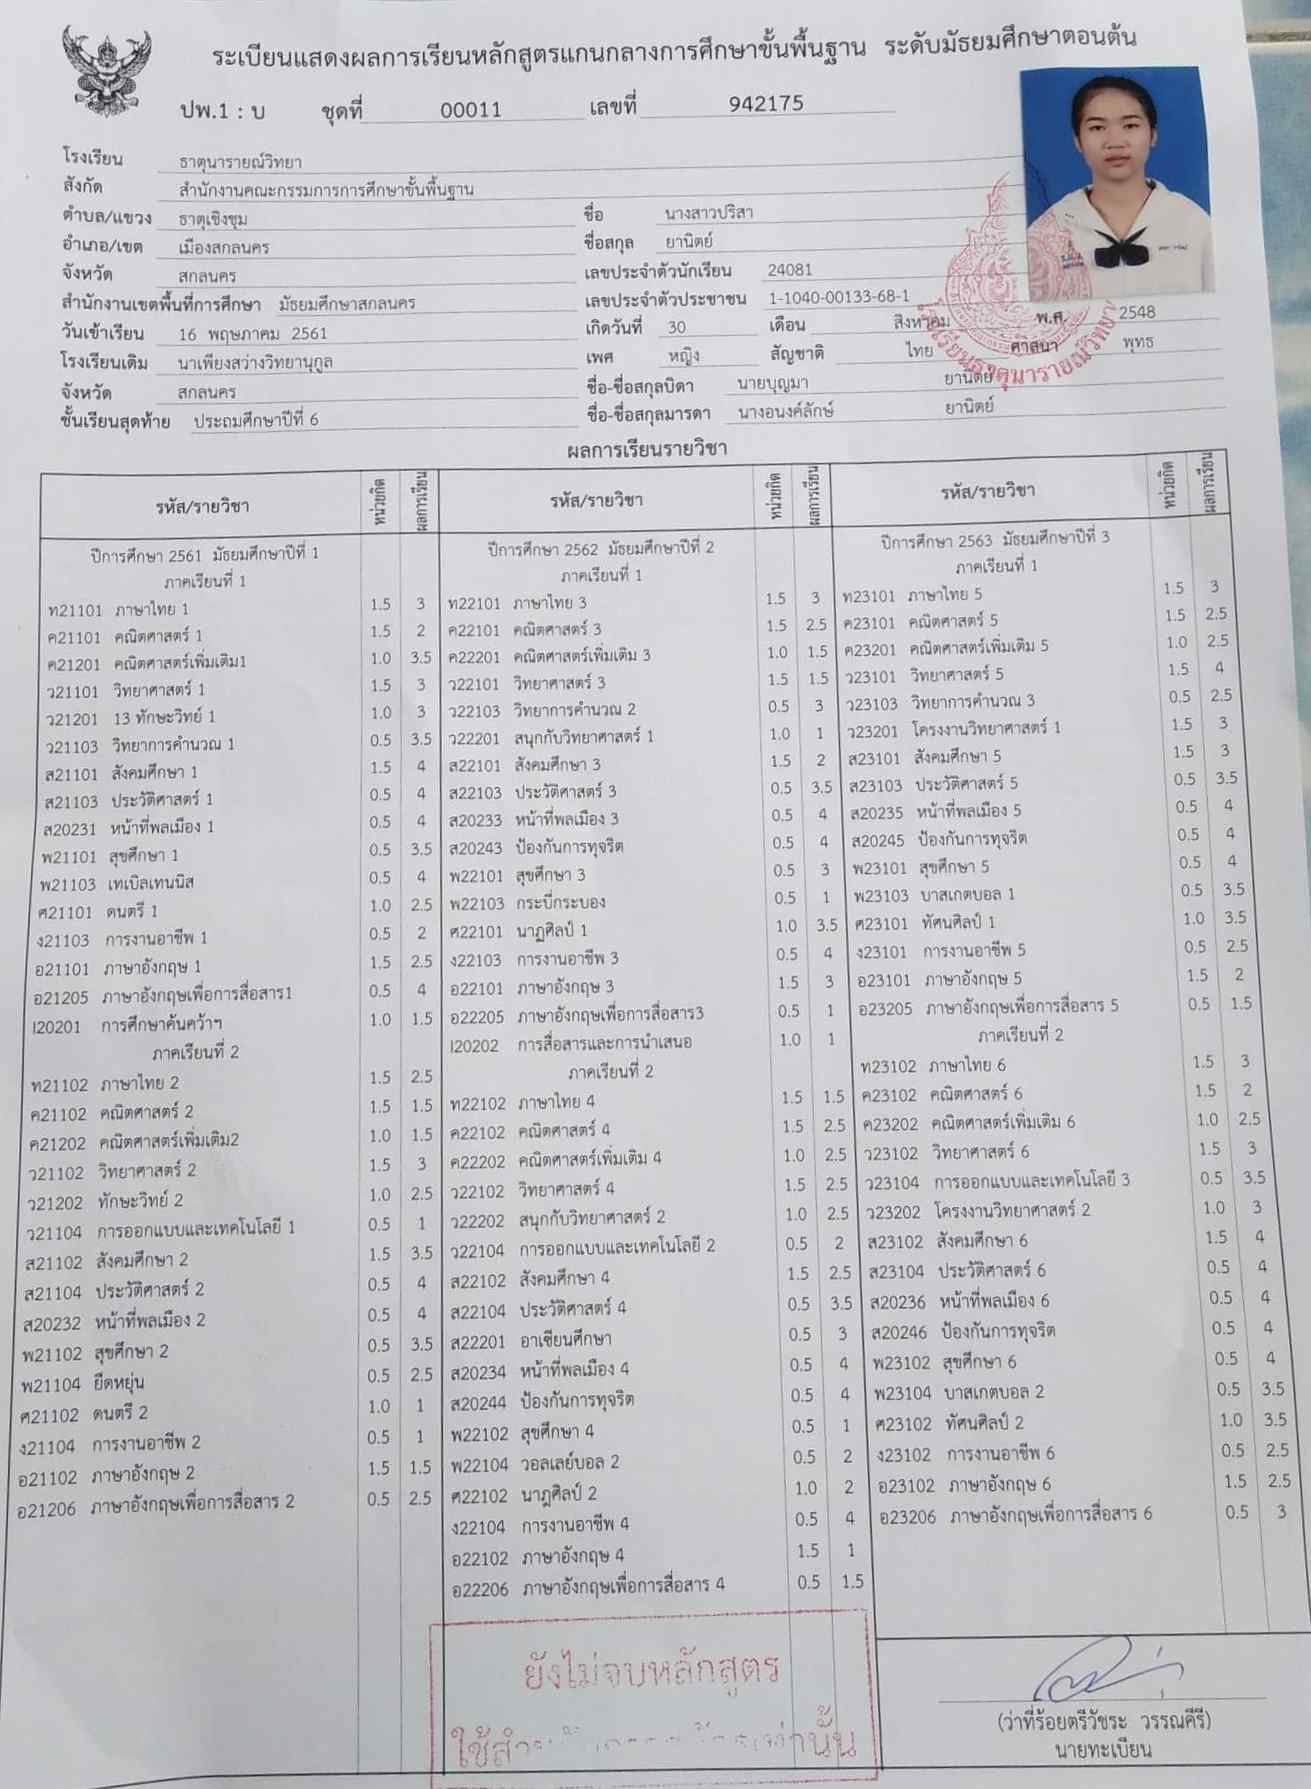 ระเบียนแสดงผลการเรียนหลักสูตรแกนกลางการศึกษาขั้นพื้นฐาน ระดับมัธยมศึกษาตอนต้น
ปพ.1 : บ ชุดที่ 00011 เลขที่ 942175
โรงเรียน ธาตุนารายณ์วิทยา
สังกัด สำนักงานคณะกรรมการการศึกษาขั้นพื้นฐาน
ตำบล/แขวง ธาตุเชิงชุม
อำเภอ/เขต เมืองสกลนคร
จังหวัด สกลนคร
สำนักงานเขตพื้นที่การศึกษา มัธยมศึกษาสกลนคร
วันเข้าเรียน 16 พฤษภาคม 2561
โรงเรียนเดิม นาเพียงสว่างวิทยานุกูล
จังหวัด สกลนคร
ชั้นเรียนสุดท้าย ประถมศึกษาปีที่ 6
ชื่อ นางสาวปริสา
ชื่อสกุล ยานิตย์
เลขประจำตัวนักเรียน 24081
เลขประจำตัวประชาชน 1-1040-00133-68-1
เกิดวันที่ 30 เดือน สิงหาคม พ.ศ. 2548
เพศ หญิง สัญชาติ ไทย ศาสนา พุทธ
ชื่อ-ชื่อสกุลบิดา นายบุญมา ยานิตย์
ชื่อ-ชื่อสกุลมารดา นางอนงค์ลักษ์ ยานิตย์
โรงเรียนธาตุนารายณ์วิทยา
ผลการเรียนรายวิชา
รหัส/รายวิชา หน่วยกิต ผลการเรียน
ปีการศึกษา 2561 มัธยมศึกษาปีที่ 1
ภาคเรียนที่ 1
ท21101 ภาษาไทย 1 1.5 3
ค21101 คณิตศาสตร์ 1 1.5 2
ค21201 คณิตศาสตร์เพิ่มเติม1 1.0 3.5
ว21101 วิทยาศาสตร์ 1 1.5 3
ว21201 13 ทักษะวิทย์ 1 1.0 3
ว21103 วิทยาการคำนวณ 1 0.5 3.5
ส21101 สังคมศึกษา 1 1.5 4
ส21103 ประวัติศาสตร์ 1 0.5 4
ส20231 หน้าที่พลเมือง 1 0.5 4
พ21101 สุขศึกษา 1 0.5 3.5
พ21103 เทเบิลเทนนิส 0.5 4
ศ21101 ดนตรี 1 1.0 2.5
ง21103 การงานอาชีพ 1 0.5 2
อ21101 ภาษาอังกฤษ 1 1.5 2.5
อ21205 ภาษาอังกฤษเพื่อการสื่อสาร1 0.5 4
I20201 การศึกษาค้นคว้าฯ 1.0 1.5
ภาคเรียนที่ 2
ท21102 ภาษาไทย 2 1.5 2.5
ค21102 คณิตศาสตร์ 2 1.5 1.5
ค21202 คณิตศาสตร์เพิ่มเติม2 1.0 1.5
ว21102 วิทยาศาสตร์ 2 1.5 3
ว21202 ทักษะวิทย์ 2 1.0 2.5
ว21104 การออกแบบและเทคโนโลยี 1 0.5 1
ส21102 สังคมศึกษา 2 1.5 3.5
ส21104 ประวัติศาสตร์ 2 0.5 4
ส20232 หน้าที่พลเมือง 2 0.5 4
พ21102 สุขศึกษา 2 0.5 3.5
พ21104 ยืดหยุ่น 0.5 2.5
ศ21102 ดนตรี 2 1.0 1
ง21104 การงานอาชีพ 2 0.5 1
อ21102 ภาษาอังกฤษ 2 1.5 1.5
อ21206 ภาษาอังกฤษเพื่อการสื่อสาร 2 0.5 2.5
รหัส/รายวิชา หน่วยกิต ผลการเรียน
ปีการศึกษา 2562 มัธยมศึกษาปีที่ 2
ภาคเรียนที่ 1
ท22101 ภาษาไทย 3 1.5 3
ค22101 คณิตศาสตร์ 3 1.5 2.5
ค22201 คณิตศาสตร์เพิ่มเติม 3 1.0 1.5
ว22101 วิทยาศาสตร์ 3 1.5 1.5
ว22103 วิทยาการคำนวณ 2 0.5 3
ว22201 สนุกกับวิทยาศาสตร์ 1 1.0 1
ส22101 สังคมศึกษา 3 1.5 2
ส22103 ประวัติศาสตร์ 3 0.5 3.5
ส20233 หน้าที่พลเมือง 3 0.5 4
ส20243 ป้องกันการทุจริต 0.5 4
พ22101 สุขศึกษา 3 0.5 3
พ22103 กระบี่กระบอง 0.5 1
ศ22101 นาฏศิลป์ 1 1.0 3.5
ง22103 การงานอาชีพ 3 0.5 4
อ22101 ภาษาอังกฤษ 3 1.5 3
อ22205 ภาษาอังกฤษเพื่อการสื่อสาร3 0.5 1
I20202 การสื่อสารและการนำเสนอ 1.0 1
ภาคเรียนที่ 2
ท22102 ภาษาไทย 4 1.5 1.5
ค22102 คณิตศาสตร์ 4 1.5 2.5
ค22202 คณิตศาสตร์เพิ่มเติม 4 1.0 2.5
ว22102 วิทยาศาสตร์ 4 1.5 2.5
ว22202 สนุกกับวิทยาศาสตร์ 2 1.0 2.5
ว22104 การออกแบบและเทคโนโลยี 2 0.5 2
ส22102 สังคมศึกษา 4 1.5 2.5
ส22104 ประวัติศาสตร์ 4 0.5 3.5
ส22201 อาเซียนศึกษา 0.5 3
ส20234 หน้าที่พลเมือง 4 0.5 4
ส20244 ป้องกันการทุจริต 0.5 4
พ22102 สุขศึกษา 4 0.5 1
พ22104 วอลเลย์บอล 2 0.5 2
ศ22102 นาฏศิลป์ 2 1.0 2
ง22104 การงานอาชีพ 4 0.5 4
อ22102 ภาษาอังกฤษ 4 1.5 1
อ22206 ภาษาอังกฤษเพื่อการสื่อสาร 4 0.5 1.5
ยังไม่จบหลักสูตร
รหัส/รายวิชา หน่วยกิต ผลการเรียน
ปีการศึกษา 2563 มัธยมศึกษาปีที่ 3
ภาคเรียนที่ 1
ท23101 ภาษาไทย 5 1.5 3
ค23101 คณิตศาสตร์ 5 1.5 2.5
ค23201 คณิตศาสตร์เพิ่มเติม 5 1.0 2.5
ว23101 วิทยาศาสตร์ 5 1.5 4
ว23103 วิทยาการคำนวณ 3 0.5 2.5
ว23201 โครงงานวิทยาศาสตร์ 1 1.5 3
ส23101 สังคมศึกษา 5 1.5 3
ส23103 ประวัติศาสตร์ 5 0.5 3.5
ส20235 หน้าที่พลเมือง 5 0.5 4
ส20245 ป้องกันการทุจริต 0.5 4
พ23101 สุขศึกษา 5 0.5 4
พ23103 บาสเกตบอล 1 0.5 3.5
ศ23101 ทัศนศิลป์ 1 1.0 3.5
ง23101 การงานอาชีพ 5 0.5 2.5
อ23101 ภาษาอังกฤษ 5 1.5 2
อ23205 ภาษาอังกฤษเพื่อการสื่อสาร 5 0.5 1.5
ภาคเรียนที่ 2
ท23102 ภาษาไทย 6 1.5 3
ค23102 คณิตศาสตร์ 6 1.5 2
ค23202 คณิตศาสตร์เพิ่มเติม 6 1.0 2.5
ว23102 วิทยาศาสตร์ 6 1.5 3
ว23104 การออกแบบและเทคโนโลยี 3 0.5 3.5
ว23202 โครงงานวิทยาศาสตร์ 2 1.0 3
ส23102 สังคมศึกษา 6 1.5 4
ส23104 ประวัติศาสตร์ 6 0.5 4
ส20236 หน้าที่พลเมือง 6 0.5 4
ส20246 ป้องกันการทุจริต 0.5 4
พ23102 สุขศึกษา 6 0.5 4
พ23104 บาสเกตบอล 2 0.5 3.5
ศ23102 ทัศนศิลป์ 2 1.0 3.5
ง23102 การงานอาชีพ 6 0.5 2.5
อ23102 ภาษาอังกฤษ 6 1.5 2.5
อ23206 ภาษาอังกฤษเพื่อการสื่อสาร 6 0.5 3
(ว่าที่ร้อยตรีวัชระ วรรณคีรี)
นายทะเบียน